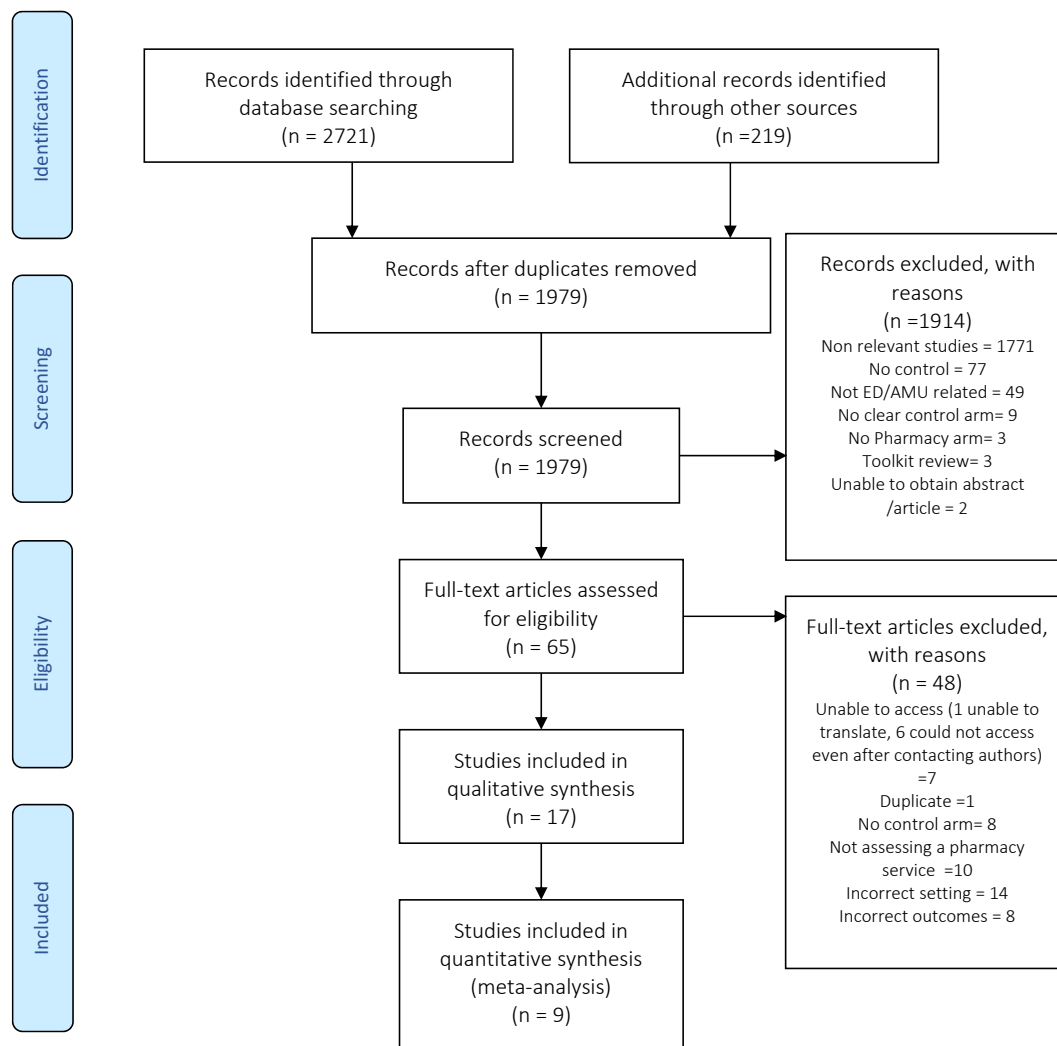 Identification
Records identified through
database searching
(n = 2721)
Additional records identified
through other sources
(n =219)
Records after duplicates removed
(n = 1979)
Screening
Records screened
(n = 1979)
Records excluded, with
reasons
(n =1914)
Non relevant studies = 1771
No control = 77
Not ED/AMU related = 49
No clear control arm= 9
No Pharmacy arm= 3
Toolkit review= 3
Unable to obtain abstract
/article = 2
Eligibility
Full-text articles assessed
for eligibility
(n = 65)
Full-text articles excluded,
with reasons
(n = 48)
Unable to access (1 unable to
translate, 6 could not access
even after contacting authors)
=7
Duplicate =1
No control arm= 8
Not assessing a pharmacy
service =10
Incorrect setting = 14
Incorrect outcomes = 8
Studies included in
qualitative synthesis
(n = 17)
Included
Studies included in
quantitative synthesis
(meta-analysis)
(n = 9)